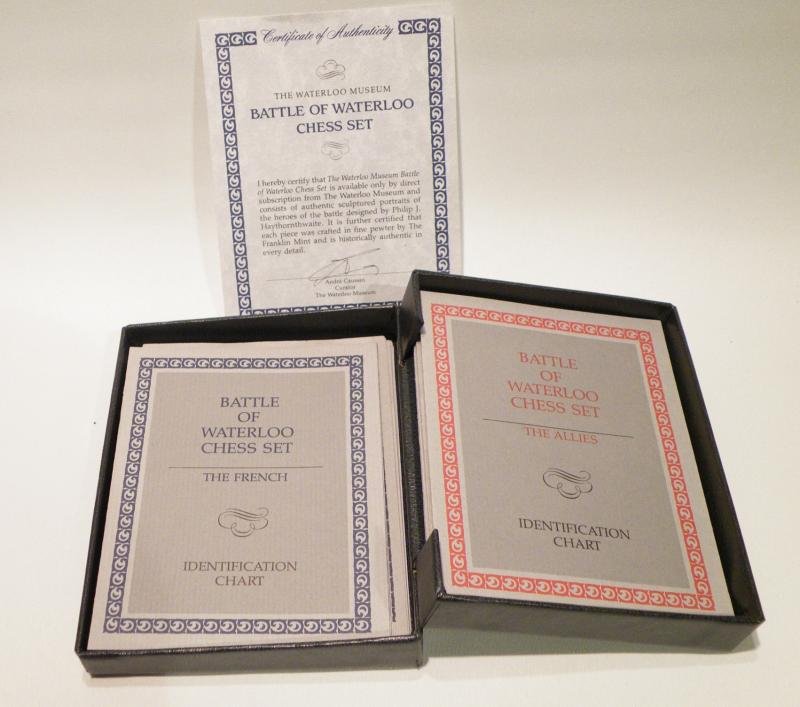 Certificate of Authenticity
THE WATERLOO MUSEUM
BATTLE OF WATERLOO
CHESS SET
I hereby certify that The Waterloo Museum Battle
of Waterloo Chess Set is available only by direct
subscription from The Waterloo Museum and
consists of authentic sculptured portraits of
the heroes of the battle designed by Philip J.
Haythornthwaite. It is further certified that
each piece was crafted in fine pewter by The
Franklin Mint and is historically authentic in
every detail.
Curator
The Waterloo Museum
BATTLE
OF
WATERLOO
CHESS SET
THE FRENCH
IDENTIFICATION
CHART
BATTLE
OF
WATERLOO
CHESS SET
THE ALLIES
IDENTIFICATION
CHART